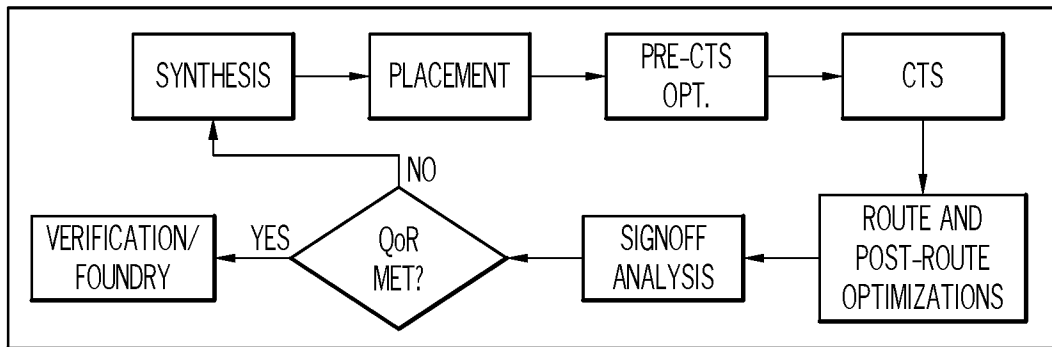 SYNTHESIS
PLACEMENT
PRE-CTS
OPT.
CTS
ROUTE AND
POST-ROUTE
OPTIMIZATIONS
SIGNOFF
ANALYSIS
QoR
MET?
NO
YES
VERIFICATION/
FOUNDRY